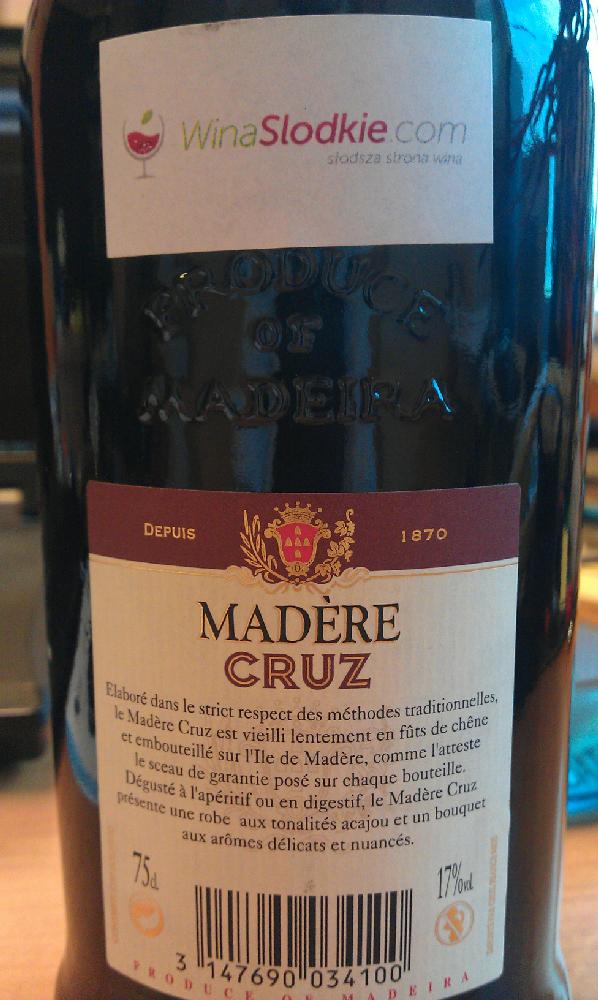 WinaSlodkie.com
słodsza strona wina
PRODUCE
OF
MADEIRA
DEPUIS 1870
MADÈRE
CRUZ
Elaboré dans le strict respect des méthodes traditionnelles,
le Madère Cruz est vieilli lentement en fûts de chêne
et embouteillé sur l'Ile de Madère, comme l'atteste
le sceau de garantie posé sur chaque bouteille.
Dégusté à l'apéritif ou en digestif, le Madère Cruz
présente une robe aux tonalités acajou et un bouquet
aux arômes délicats et nuancés.
75cl 17%vol.
3 147690 034100
PRODUCE OF MADEIRA